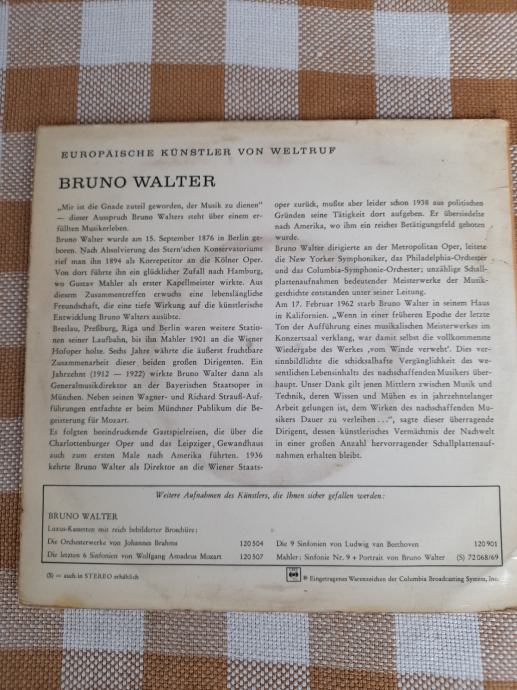 EUROPÄISCHE KÜNSTLER VON WELTRUF
BRUNO WALTER
„Mir ist die Gnade zuteil geworden, der Musik zu dienen"
— dieser Ausspruch Bruno Walters steht über einem er-
füllten Musikerleben.
Bruno Walter wurde am 15. September 1876 in Berlin ge-
boren. Nach Absolvierung des Stern'schen Konservatoriums
rief man ihn 1894 als Korrepetitor an die Kölner Oper.
Von dort führte ihn ein glücklicher Zufall nach Hamburg,
wo Gustav Mahler als erster Kapellmeister wirkte. Aus
diesem Zusammentreffen erwuchs eine lebenslängliche
Freundschaft, die eine tiefe Wirkung auf die künstlerische
Entwicklung Bruno Walters ausübte.
Breslau, Preßburg, Riga und Berlin waren weitere Statio-
nen seiner Laufbahn, bis ihn Mahler 1901 an die Wiener
Hofoper holte. Sechs Jahre währte die äußerst fruchtbare
Zusammenarbeit dieser beiden großen Dirigenten. Ein
Jahrzehnt (1912 — 1922) wirkte Bruno Walter dann als
Generalmusikdirektor an der Bayerischen Staatsoper in
München. Neben seinen Wagner- und Richard Strauß-Auf-
führungen entfachte er beim Münchner Publikum die Be-
geisterung für Mozart.
Es folgten beeindruckende Gastspielreisen, die über die
Charlottenburger Oper und das Leipziger Gewandhaus
auch zum ersten Male nach Amerika führten. 1936
kehrte Bruno Walter als Direktor an die Wiener Staats-
oper zurück, mußte aber leider schon 1938 aus politischen
Gründen seine Tätigkeit dort aufgeben. Er übersiedelte
nach Amerika, wo ihm ein reiches Betätigungsfeld geboten
wurde.
Bruno Walter dirigierte an der Metropolitan Oper, leitete
die New Yorker Symphoniker, das Philadelphia-Orchester
und das Columbia-Symphonie-Orchester; unzählige Schall-
plattenaufnahmen bedeutender Meisterwerke der Musik-
geschichte entstanden unter seiner Leitung.
Am 17. Februar 1962 starb Bruno Walter in seinem Haus
in Kalifornien. „Wenn in einer früheren Epoche der letzte
Ton der Aufführung eines musikalischen Meisterwerkes im
Konzertsaal verklang, war damit selbst die vollkommenste
Wiedergabe des Werkes ‚vom Winde verweht'. Dies ver-
sinnbildlichte die schicksalhafte Vergänglichkeit des we-
sentlichen Lebensinhalts des nachschaffenden Musikers über-
haupt. Unser Dank gilt jenen Mittlern zwischen Musik und
Technik, deren Wissen und Mühen es in jahrzehntelanger
Arbeit gelungen ist, dem Wirken des nachschaffenden Mu-
sikers Dauer zu verleihen...", sagte dieser überragende
Dirigent, dessen künstlerisches Vermächtnis der Nachwelt
in einer großen Anzahl hervorragender Schallplattenauf-
nahmen erhalten bleibt.
Weitere Aufnahmen des Künstlers, die Ihnen sicher gefallen werden:
BRUNO WALTER
Luxus-Kassetten mit reich bebilderter Broschüre:
Die Orchesterwerke von Johannes Brahms 120 504
Die letzten 6 Sinfonien von Wolfgang Amadeus Mozart 120 507
Die 9 Sinfonien von Ludwig van Beethoven 120 901
Mahler: Sinfonie Nr. 9 + Portrait von Bruno Walter (S) 72 068/69
(S) = auch in STEREO erhältlich
® Eingetragenes Warenzeichen der Columbia Broadcasting System, Inc.